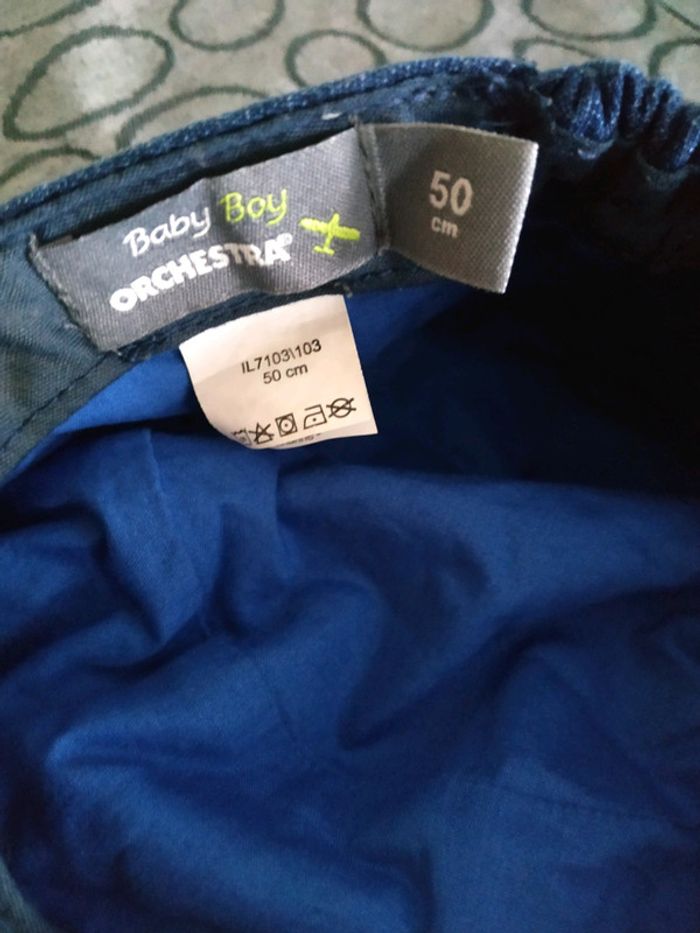 Baby Boy
ORCHESTRA®
50
cm
IL7103\103
50 cm